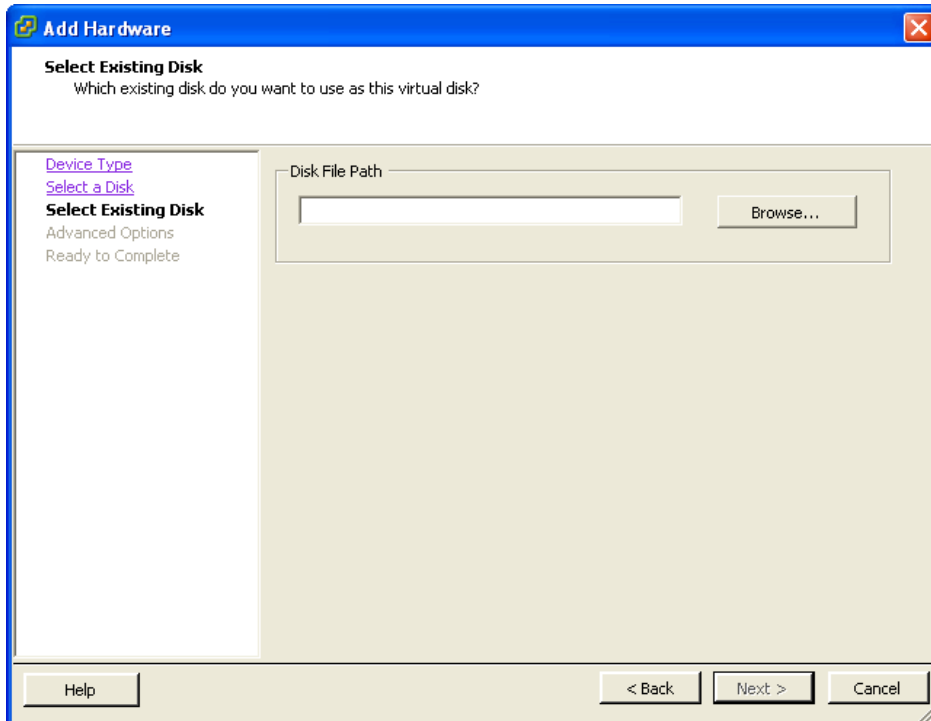 Add Hardware
Select Existing Disk
Which existing disk do you want to use as this virtual disk?
Device Type
Select a Disk
Select Existing Disk
Advanced Options
Ready to Complete
Disk File Path
Browse...
Help
< Back
Next >
Cancel